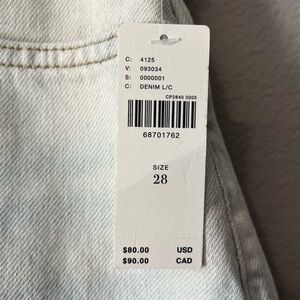 C: 4125
V: 093034
S: 0000001
C: DENIM L/C
CP2840 0005
68701762
SIZE
28
$80.00 USD
$90.00 CAD